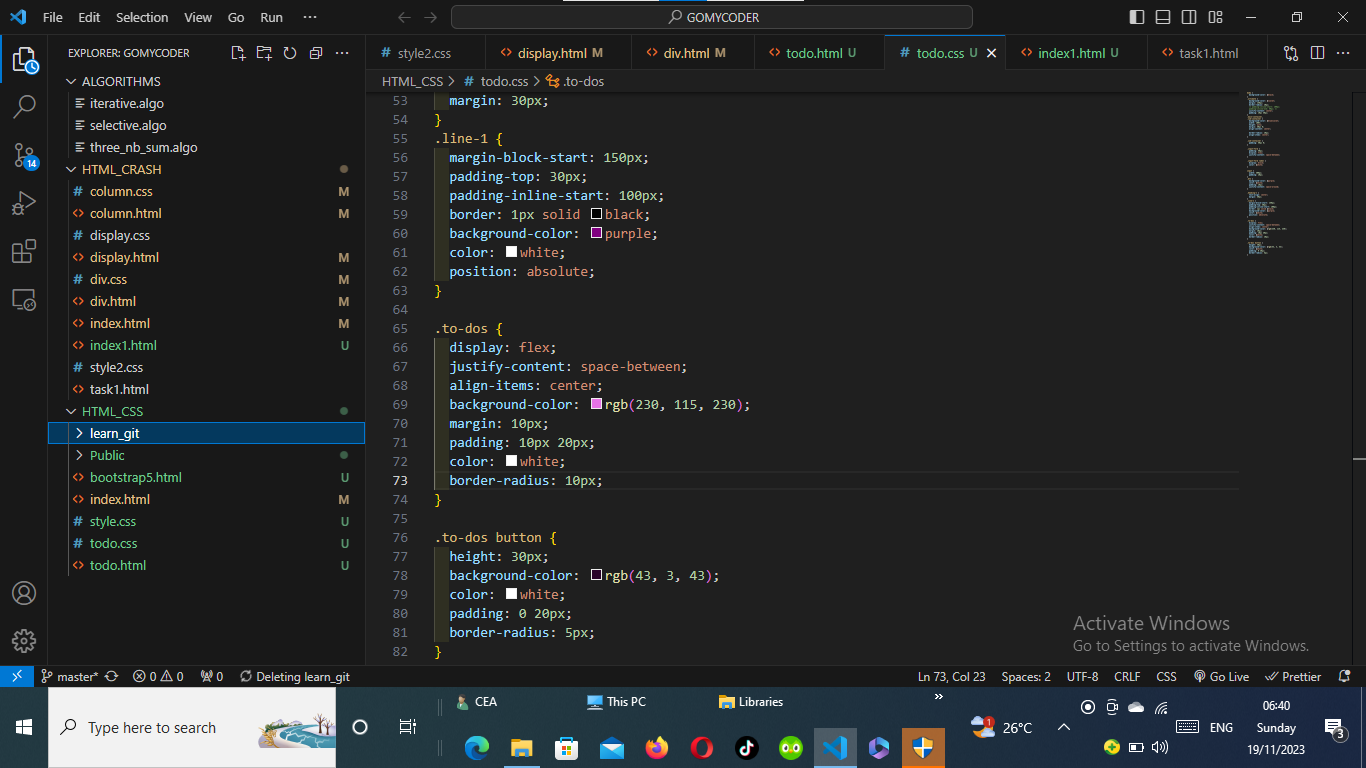 File Edit Selection View Go Run ··· GOMYCODER
EXPLORER: GOMYCODER
style2.css display.html M div.html M todo.html U todo.css U index1.html U task1.html
HTML_CSS > todo.css > .to-dos
ALGORITHMS
iterative.algo
selective.algo
three_nb_sum.algo
HTML_CRASH
column.css M
column.html M
display.css
display.html M
div.css M
div.html M
index.html M
index1.html U
style2.css
task1.html
HTML_CSS
learn_git
Public
bootstrap5.html U
index.html M
style.css U
todo.css U
todo.html U
14
53 margin: 30px;
54 }
55 .line-1 {
56 margin-block-start: 150px;
57 padding-top: 30px;
58 padding-inline-start: 100px;
59 border: 1px solid black;
60 background-color: purple;
61 color: white;
62 position: absolute;
63 }
64
65 .to-dos {
66 display: flex;
67 justify-content: space-between;
68 align-items: center;
69 background-color: rgb(230, 115, 230);
70 margin: 10px;
71 padding: 10px 20px;
72 color: white;
73 border-radius: 10px;
74 }
75
76 .to-dos button {
77 height: 30px;
78 background-color: rgb(43, 3, 43);
79 color: white;
80 padding: 0 20px;
81 border-radius: 5px;
82 }
Activate Windows
Go to Settings to activate Windows.
master* 0 0 0 Deleting learn_git Ln 73, Col 23 Spaces: 2 UTF-8 CRLF CSS Go Live Prettier
Type here to search
CEA This PC Libraries »
1 26°C ENG
06:40
Sunday
19/11/2023
3